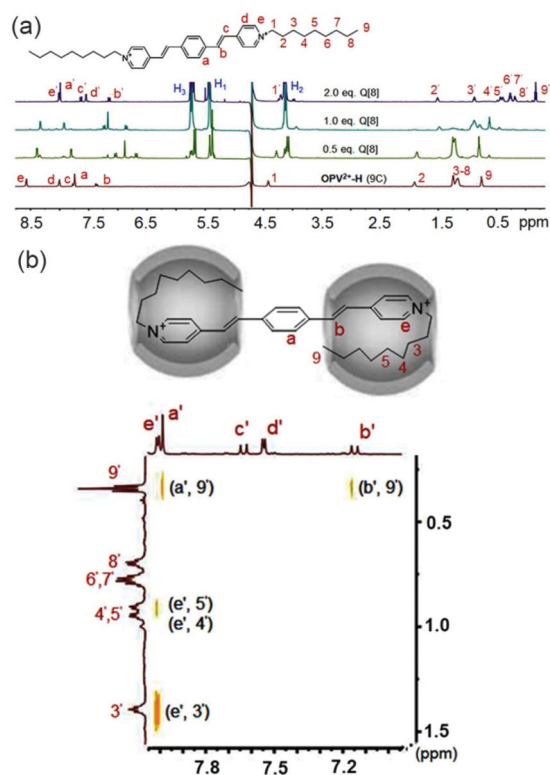 (a)
d e
c
a b
N+
N+
1 2 3 4 5 6 7 8 9
e' a' c' d' b' H3 H1 1' H2 2' 3' 4' 5' 6' 7' 8' 9'
2.0 eq. Q[8]
1.0 eq. Q[8]
0.5 eq. Q[8]
e d c a b OPV2+-H (9C) 1 2 3-8 9
8.5 7.5 6.5 5.5 4.5 3.5 2.5 1.5 0.5 ppm
(b)
N+
a b e
N+
9 5 4 3
e' a' c' d' b'
9' (a', 9') (b', 9')
0.5
8'
6',7'
4',5' (e', 5')
(e', 4')
1.0
3' (e', 3')
1.5
7.8 7.5 7.2 (ppm)